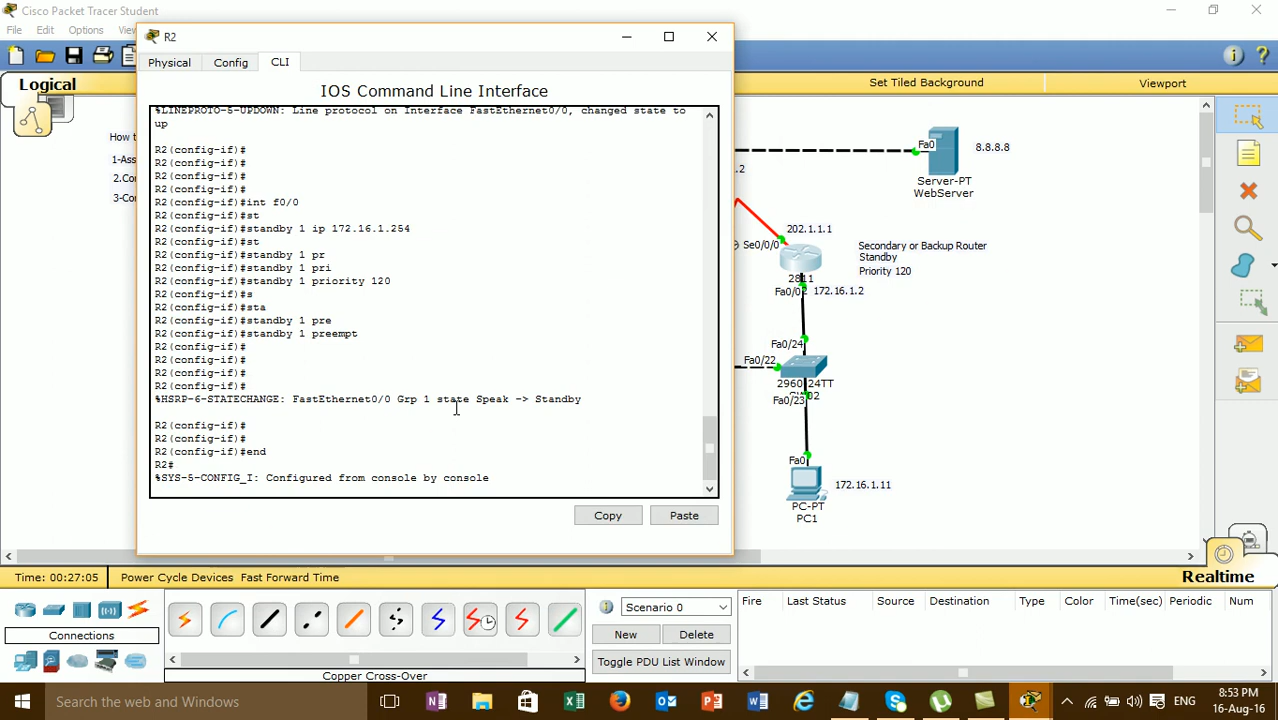 Cisco Packet Tracer Student
File Edit Options
R2
Physical Config CLI
IOS Command Line Interface
%LINEPROTO-5-UPDOWN: Line protocol on Interface FastEthernet0/0, changed state to
up
R2(config-if)#
R2(config-if)#
R2(config-if)#
R2(config-if)#
R2(config-if)#int f0/0
R2(config-if)#st
R2(config-if)#standby 1 ip 172.16.1.254
R2(config-if)#st
R2(config-if)#standby 1 pr
R2(config-if)#standby 1 pri
R2(config-if)#standby 1 priority 120
R2(config-if)#s
R2(config-if)#sta
R2(config-if)#standby 1 pre
R2(config-if)#standby 1 preempt
R2(config-if)#
R2(config-if)#
R2(config-if)#
R2(config-if)#
%HSRP-6-STATECHANGE: FastEthernet0/0 Grp 1 state Speak -> Standby
R2(config-if)#
R2(config-if)#
R2(config-if)#end
R2#
%SYS-5-CONFIG_I: Configured from console by console
Copy Paste
Logical
Set Tiled Background Viewport
How t
1-Ass
2.Con
3-Con
Fa0
8.8.8.8
Server-PT
WebServer
.2
202.1.1.1
Se0/0/0
2811
Fa0/0 172.16.1.2
Secondary or Backup Router
Standby
Priority 120
Fa0/24
Fa0/22
2960-24TT
Fa0/23
Fa0
172.16.1.11
PC-PT
PC1
Time: 00:27:05 Power Cycle Devices Fast Forward Time
Realtime
Connections
Copper Cross-Over
Scenario 0
New Delete
Toggle PDU List Window
Fire Last Status Source Destination Type Color Time(sec) Periodic Num
Search the web and Windows
ENG
8:53 PM
16-Aug-16